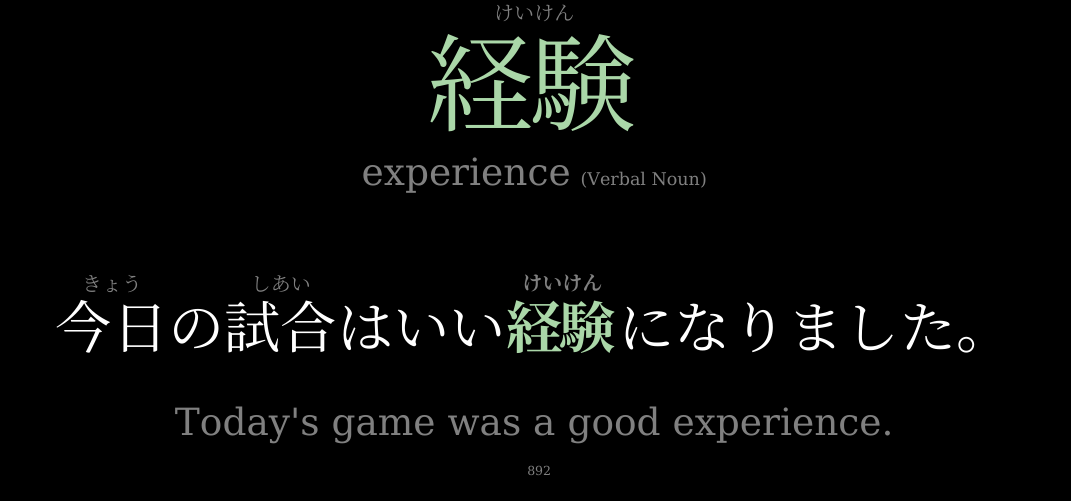 けいけん
経験
experience (Verbal Noun)
きょう しあい けいけん
今日の試合はいい経験になりました。
Today's game was a good experience.
892